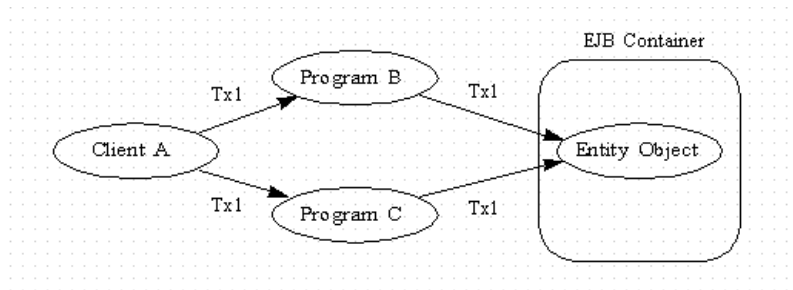 EJB Container
Program B
Tx1
Tx1
Client A
Entity Object
Tx1
Program C
Tx1